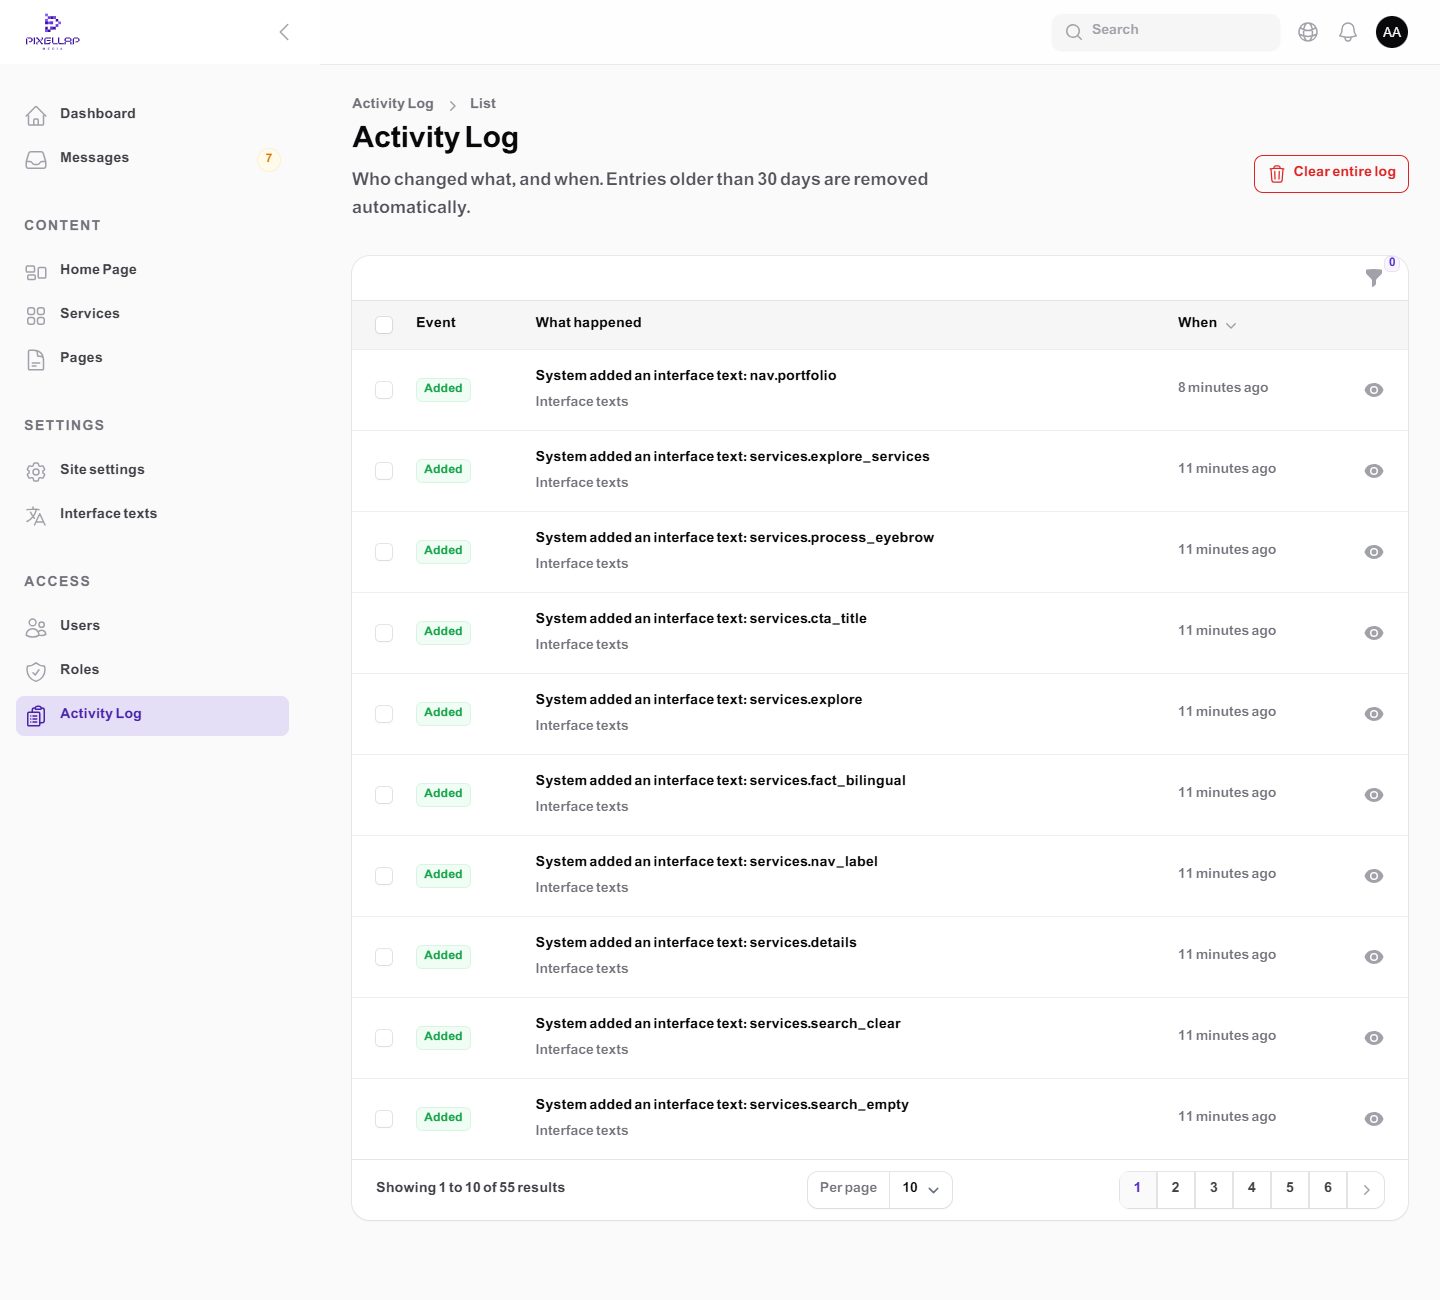 PIXELLAP
MEDIA
Search
AA
Dashboard
Messages 7
CONTENT
Home Page
Services
Pages
SETTINGS
Site settings
Interface texts
ACCESS
Users
Roles
Activity Log
Activity Log List
Activity Log
Who changed what, and when. Entries older than 30 days are removed
automatically.
Clear entire log
0
Event What happened When
Added System added an interface text: nav.portfolio 8 minutes ago
Interface texts
Added System added an interface text: services.explore_services 11 minutes ago
Interface texts
Added System added an interface text: services.process_eyebrow 11 minutes ago
Interface texts
Added System added an interface text: services.cta_title 11 minutes ago
Interface texts
Added System added an interface text: services.explore 11 minutes ago
Interface texts
Added System added an interface text: services.fact_bilingual 11 minutes ago
Interface texts
Added System added an interface text: services.nav_label 11 minutes ago
Interface texts
Added System added an interface text: services.details 11 minutes ago
Interface texts
Added System added an interface text: services.search_clear 11 minutes ago
Interface texts
Added System added an interface text: services.search_empty 11 minutes ago
Interface texts
Showing 1 to 10 of 55 results Per page 10 1 2 3 4 5 6